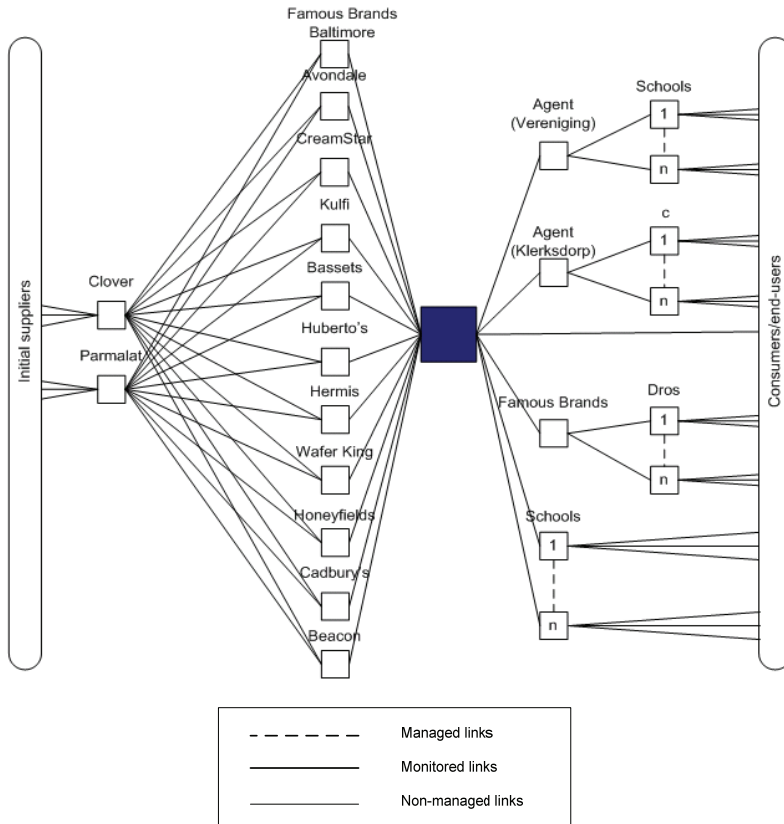 Famous Brands
Baltimore
Avondale
CreamStar
Kulfi
Bassets
Huberto's
Hermis
Wafer King
Honeyfields
Cadbury's
Beacon
Initial suppliers
Clover
Parmalat
Agent
(Vereniging)
Schools
1
n
Agent
(Klerksdorp)
c
1
n
Famous Brands
Dros
1
n
Schools
1
n
Consumers/end-users
Managed links
Monitored links
Non-managed links